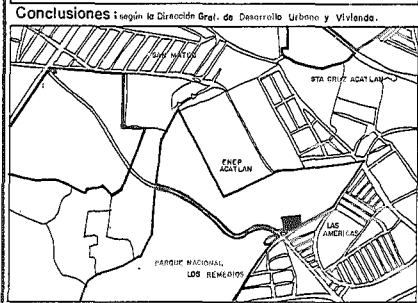 Conclusiones : según la Dirección Gral. de Desarrollo Urbano y Vivienda.
SAN MATEO
STA CRUZ ACATLAN
ENEP
ACATLAN
LAS
AMERICAS
PARQUE NACIONAL
LOS REMEDIOS